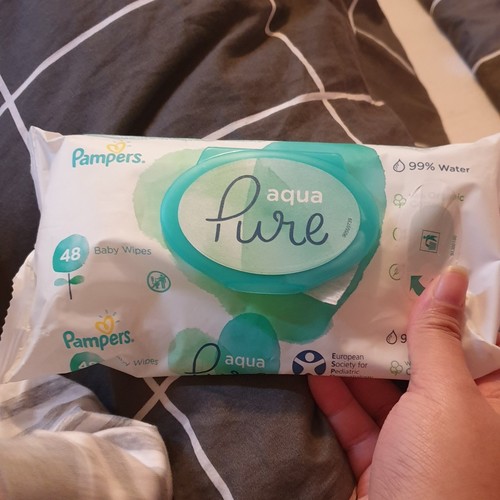 Pampers.
99% Water
aqua
Pure
48
Baby Wipes
Pampers.
Wipes
aqua
European
Society for
Pediatric